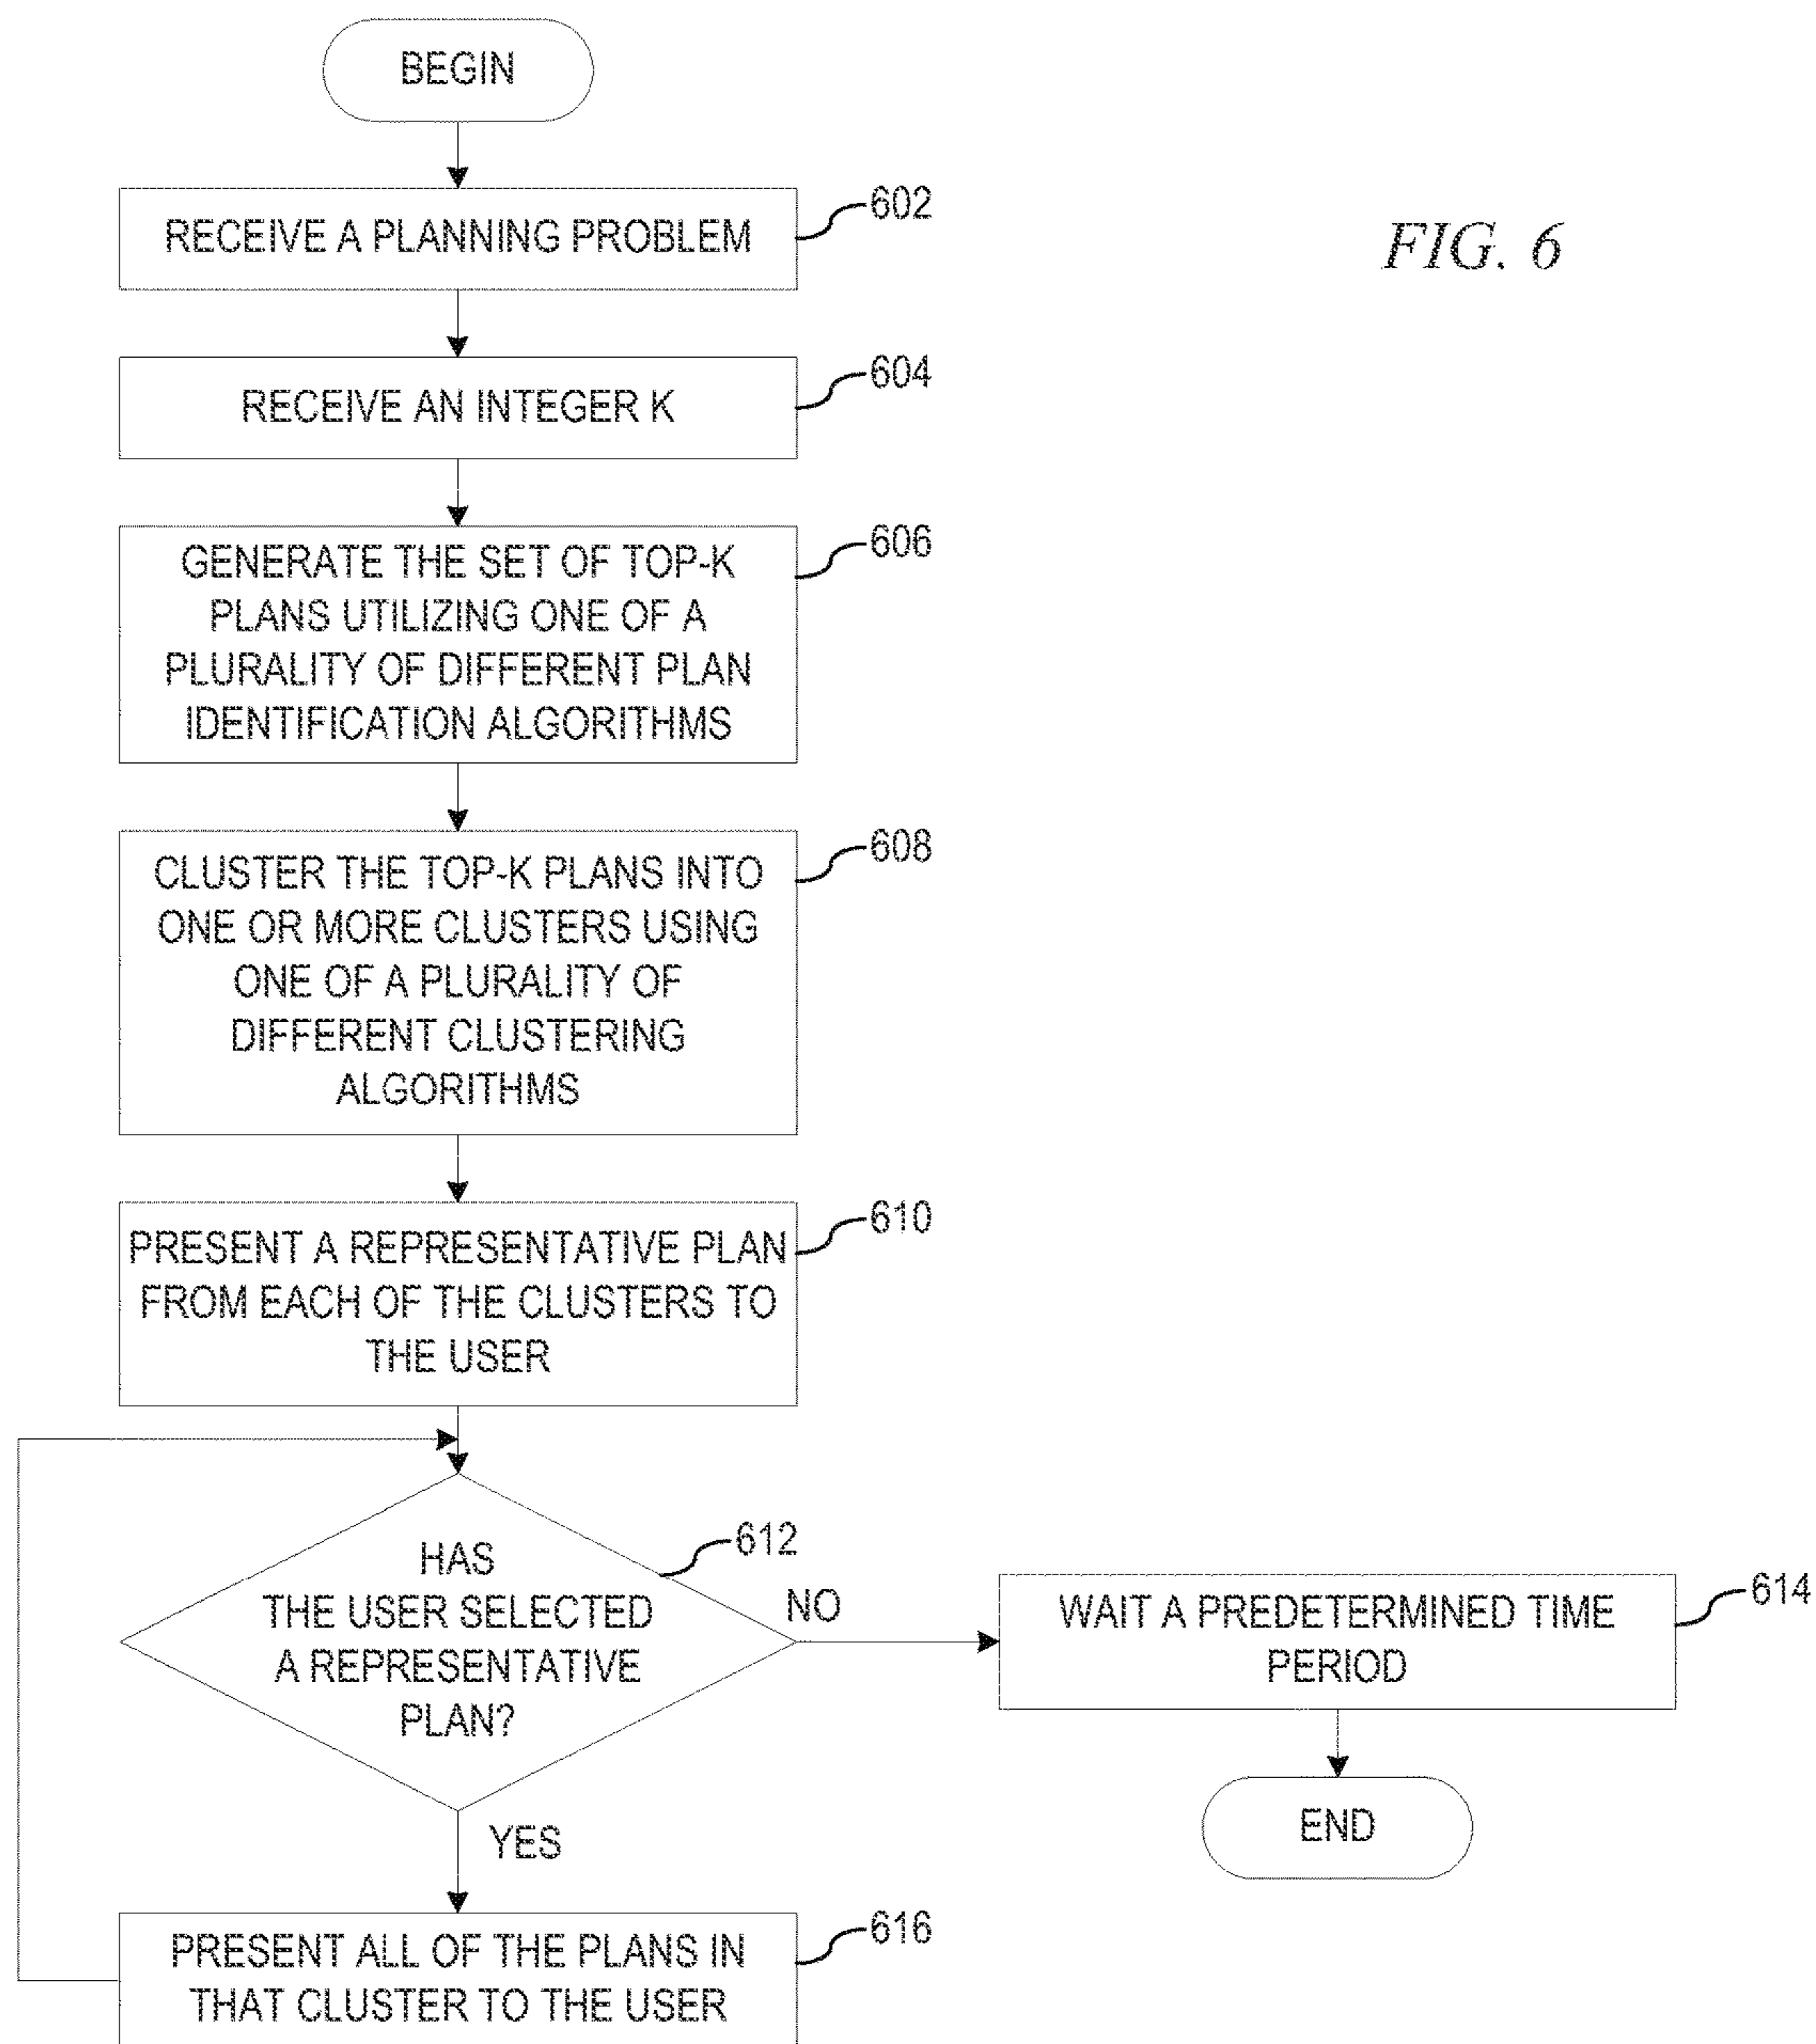 BEGIN
RECEIVE A PLANNING PROBLEM
602
FIG. 6
RECEIVE AN INTEGER K
604
GENERATE THE SET OF TOP-K
PLANS UTILIZING ONE OF A
PLURALITY OF DIFFERENT PLAN
IDENTIFICATION ALGORITHMS
606
CLUSTER THE TOP-K PLANS INTO
ONE OR MORE CLUSTERS USING
ONE OF A PLURALITY OF
DIFFERENT CLUSTERING
ALGORITHMS
608
PRESENT A REPRESENTATIVE PLAN
FROM EACH OF THE CLUSTERS TO
THE USER
610
HAS
THE USER SELECTED
A REPRESENTATIVE
PLAN?
612
NO
WAIT A PREDETERMINED TIME
PERIOD
614
END
YES
PRESENT ALL OF THE PLANS IN
THAT CLUSTER TO THE USER
616